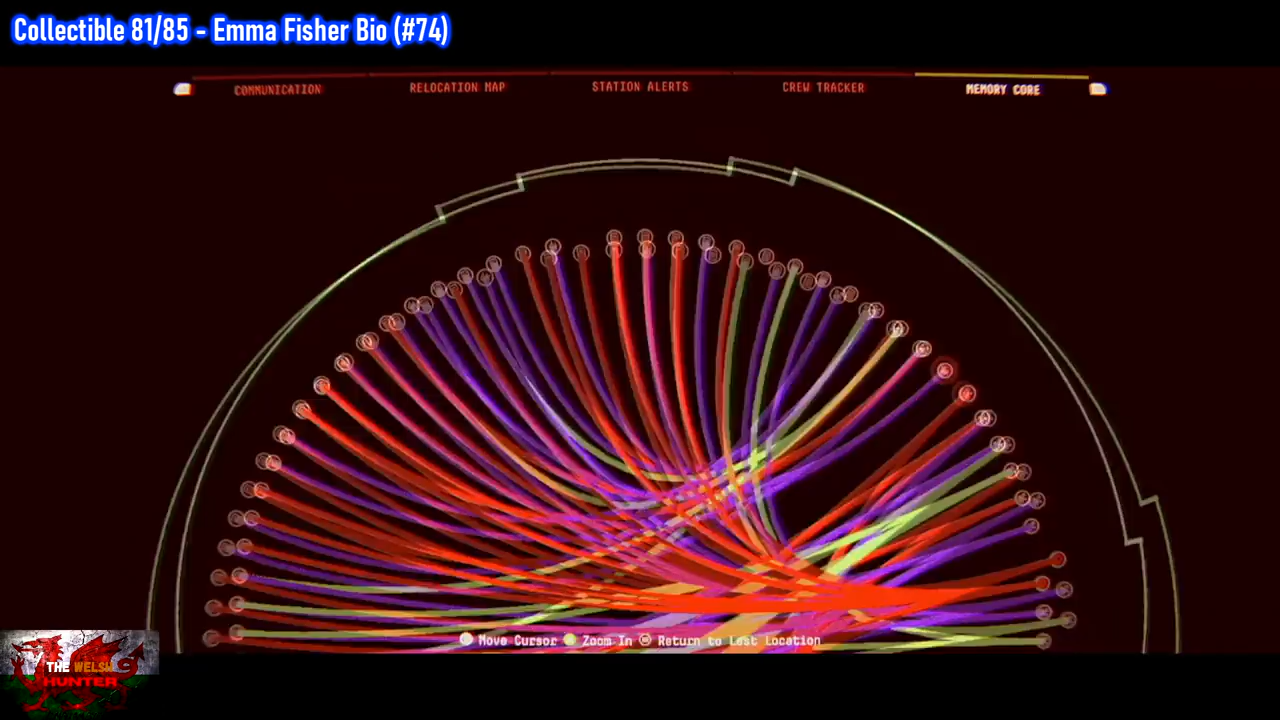 Collectible 81/85 - Emma Fisher Bio (#74)
COMMUNICATION RELOCATION MAP STATION ALERTS CREW TRACKER MEMORY CORE
Move Cursor Zoom In Return to Last Location
THE WELSH
HUNTER